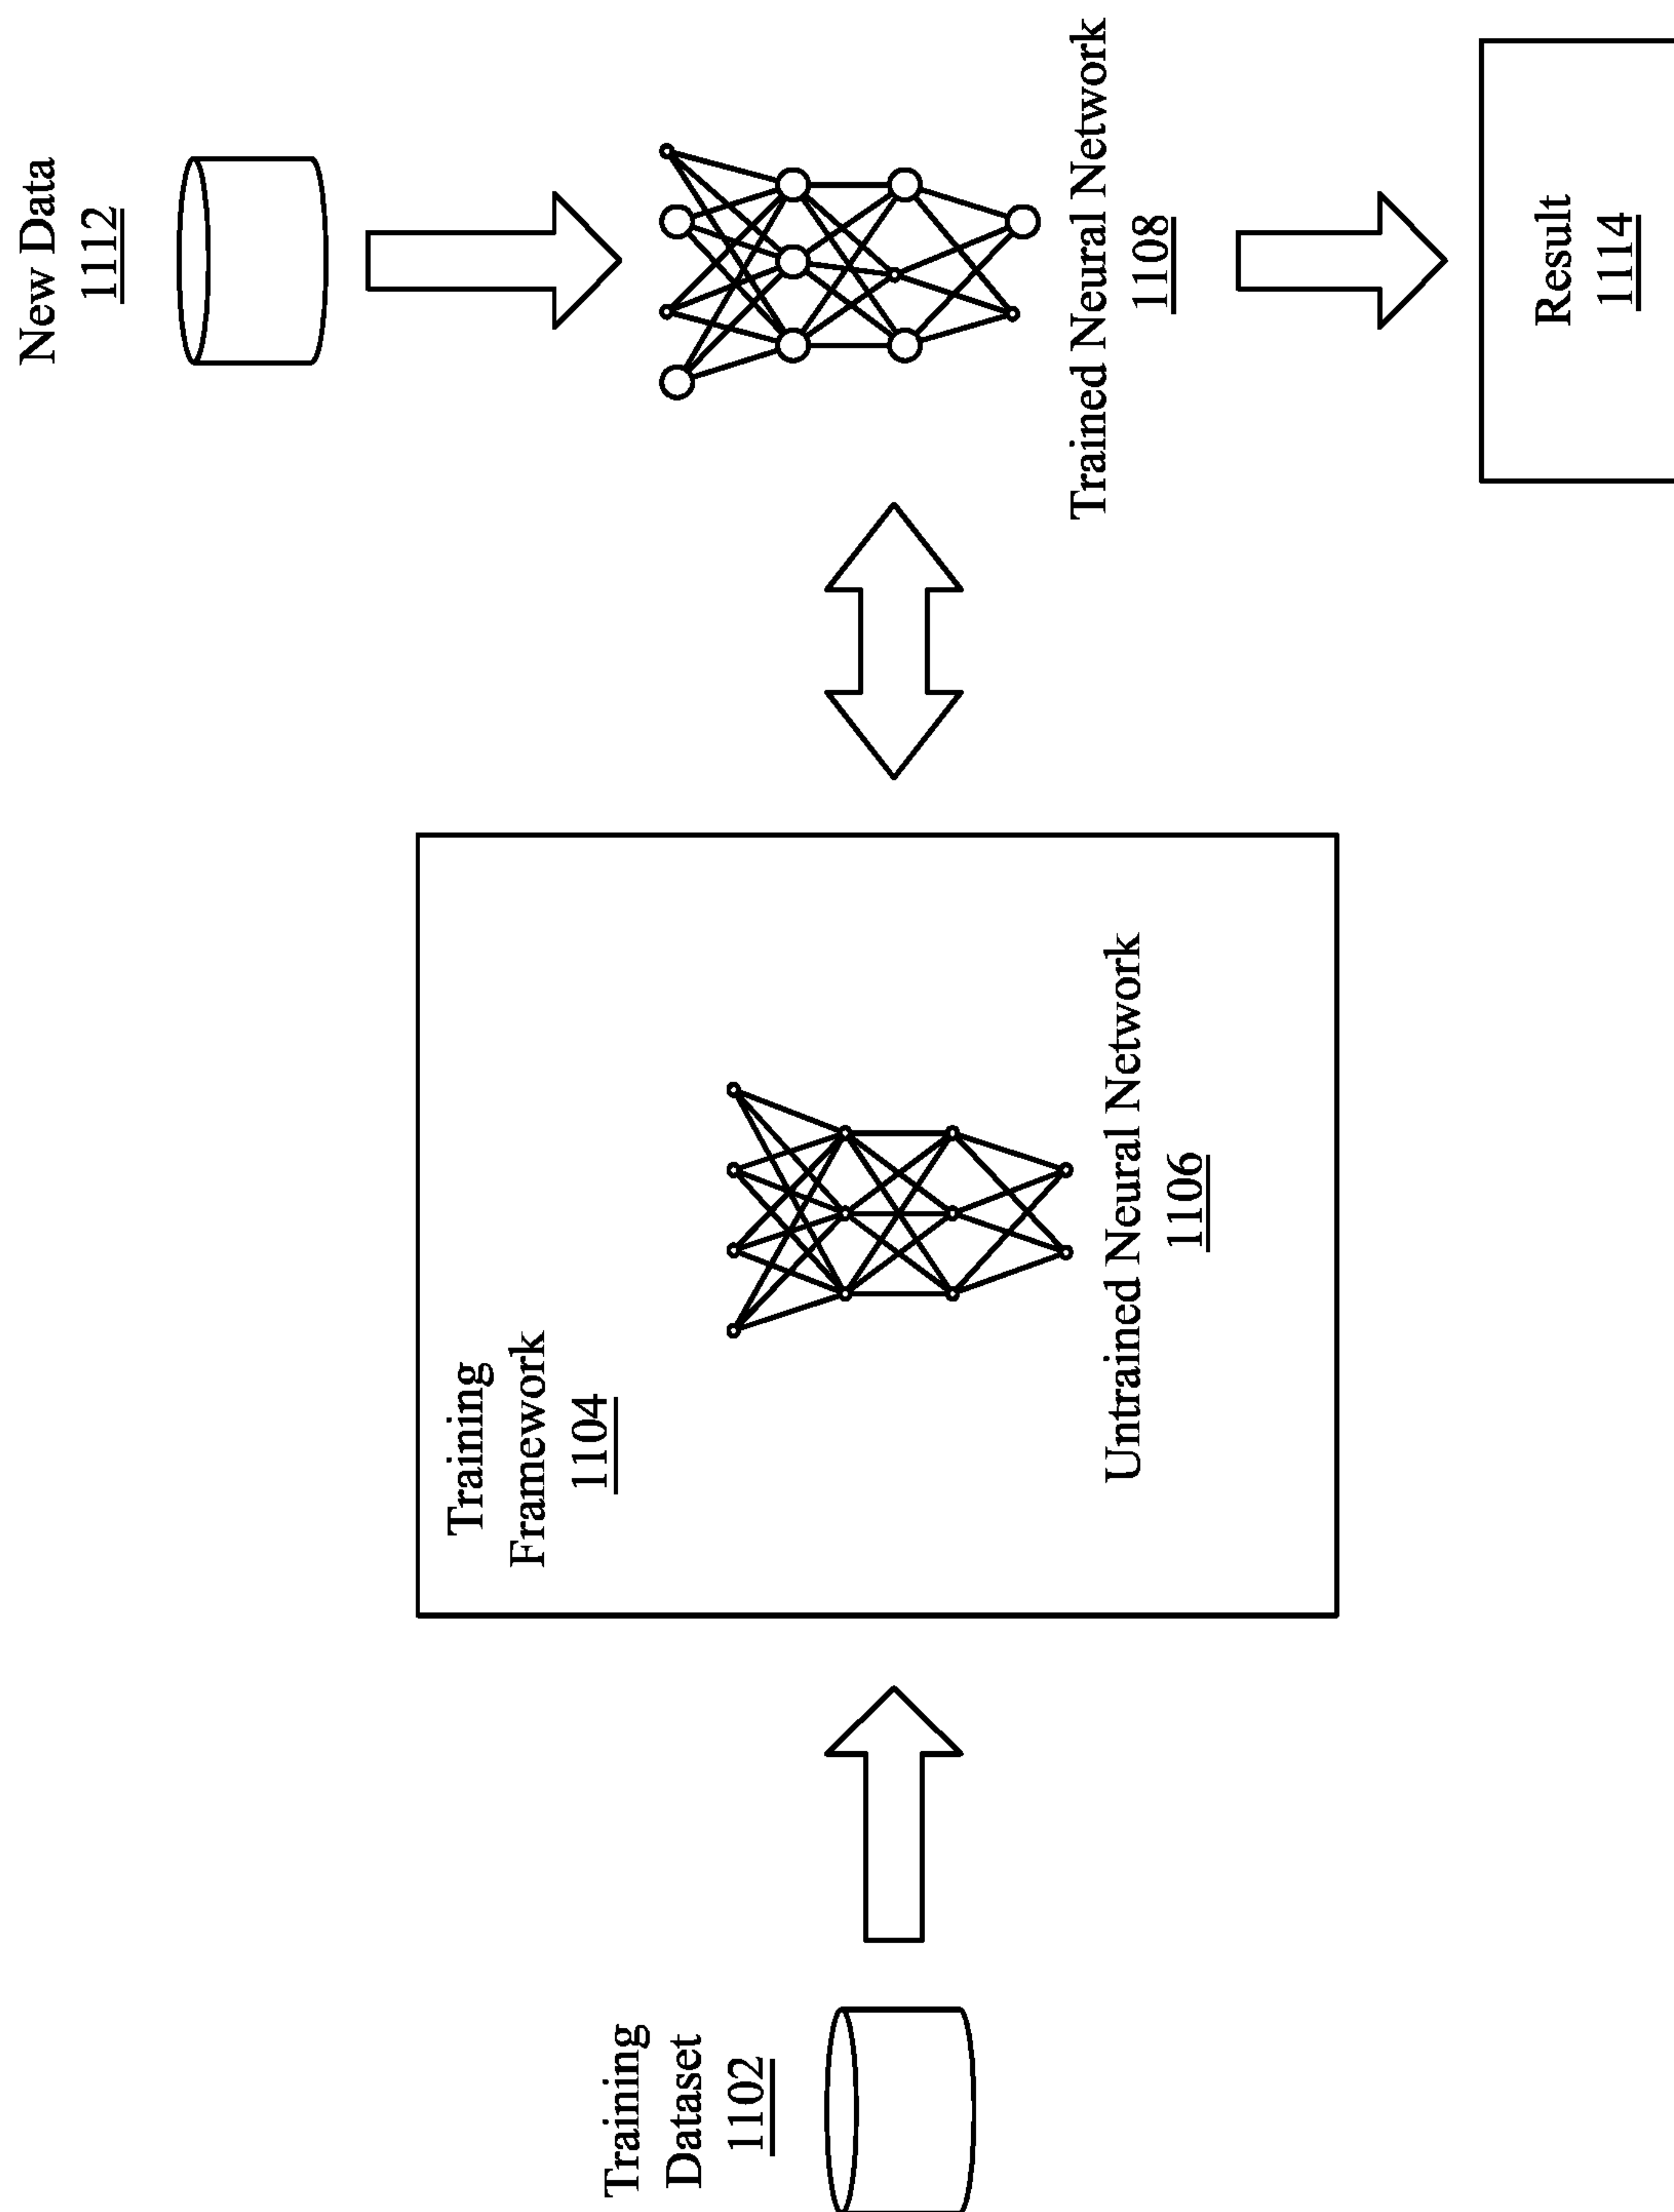 Training
Dataset
1102
Training
Framework
1104
Untrained Neural Network
1106
New Data
1112
Trained Neural Network
1108
Result
1114